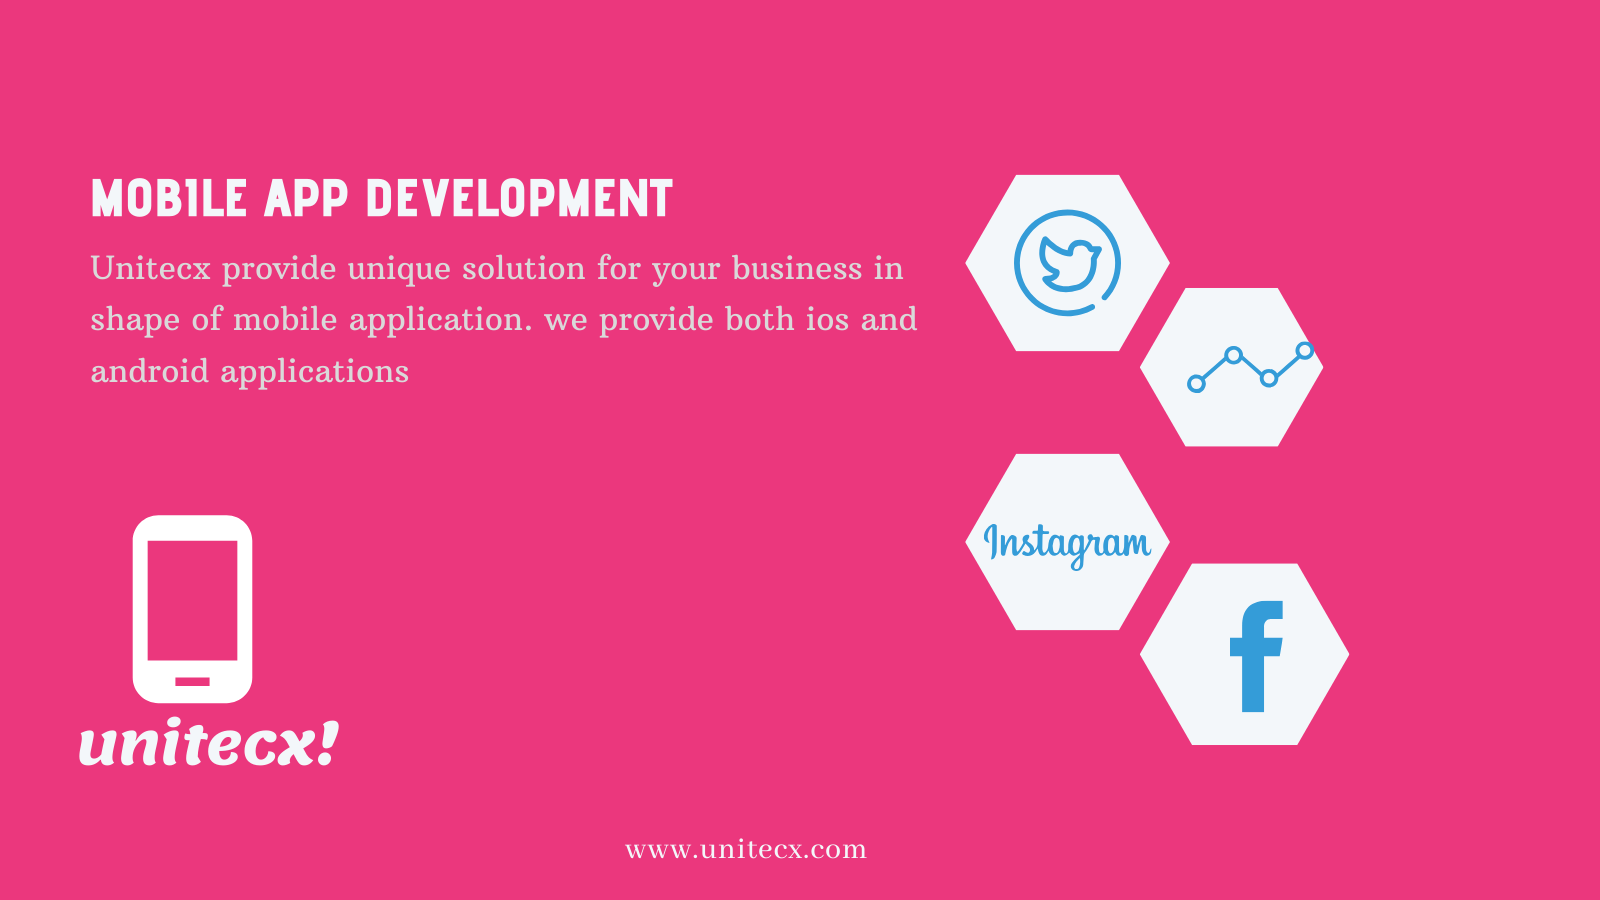 MOBILE APP DEVELOPMENT
Unitecx provide unique solution for your business in
shape of mobile application. we provide both ios and
android applications
Instagram
unitecx!
www.unitecx.com